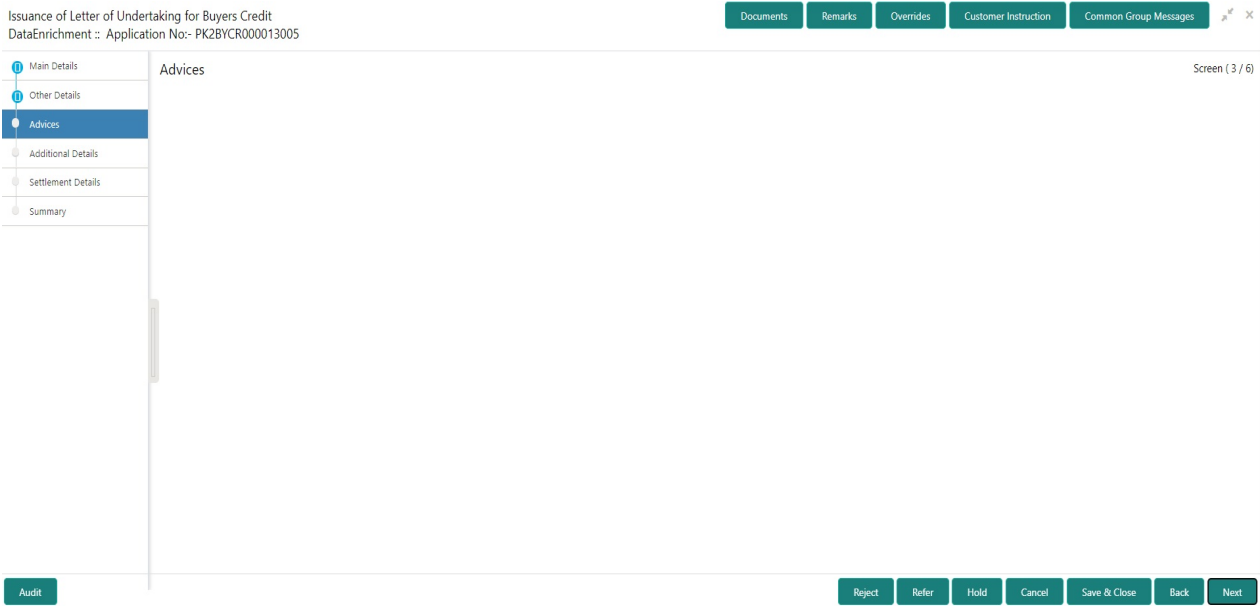 Issuance of Letter of Undertaking for Buyers Credit
DataEnrichment :: Application No:- PK2BYCR000013005
Documents
Remarks
Overrides
Customer Instruction
Common Group Messages
Main Details
Other Details
Advices
Additional Details
Settlement Details
Summary
Advices
Screen ( 3 / 6)
Audit
Reject
Refer
Hold
Cancel
Save & Close
Back
Next